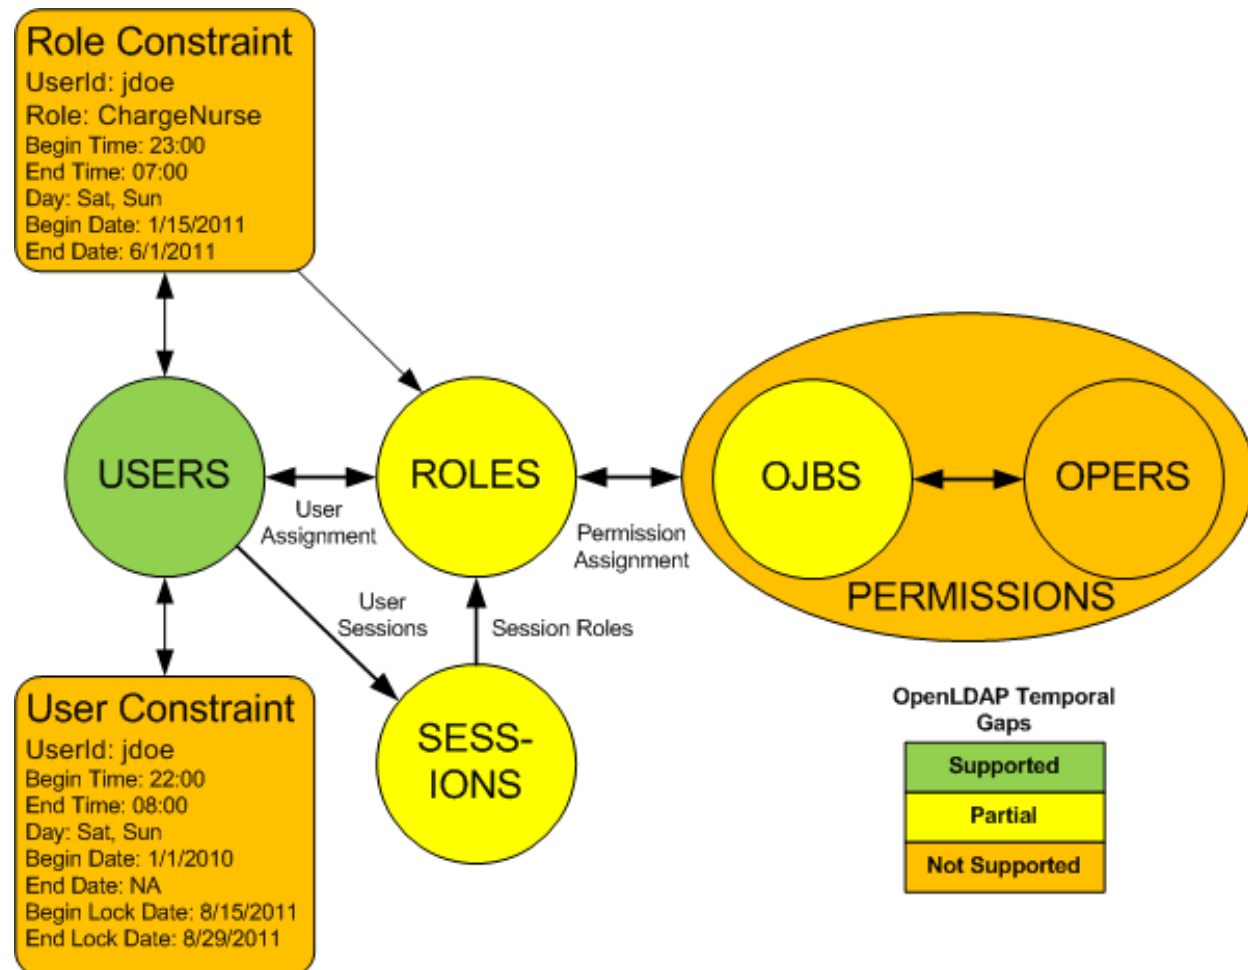 Role Constraint
UserId: jdoe
Role: ChargeNurse
Begin Time: 23:00
End Time: 07:00
Day: Sat, Sun
Begin Date: 1/15/2011
End Date: 6/1/2011
USERS
ROLES
OJBS
OPERS
User
Assignment
Permission
Assignment
PERMISSIONS
User
Sessions
Session Roles
SESS-
IONS
User Constraint
UserId: jdoe
Begin Time: 22:00
End Time: 08:00
Day: Sat, Sun
Begin Date: 1/1/2010
End Date: NA
Begin Lock Date: 8/15/2011
End Lock Date: 8/29/2011
OpenLDAP Temporal
Gaps
Supported
Partial
Not Supported